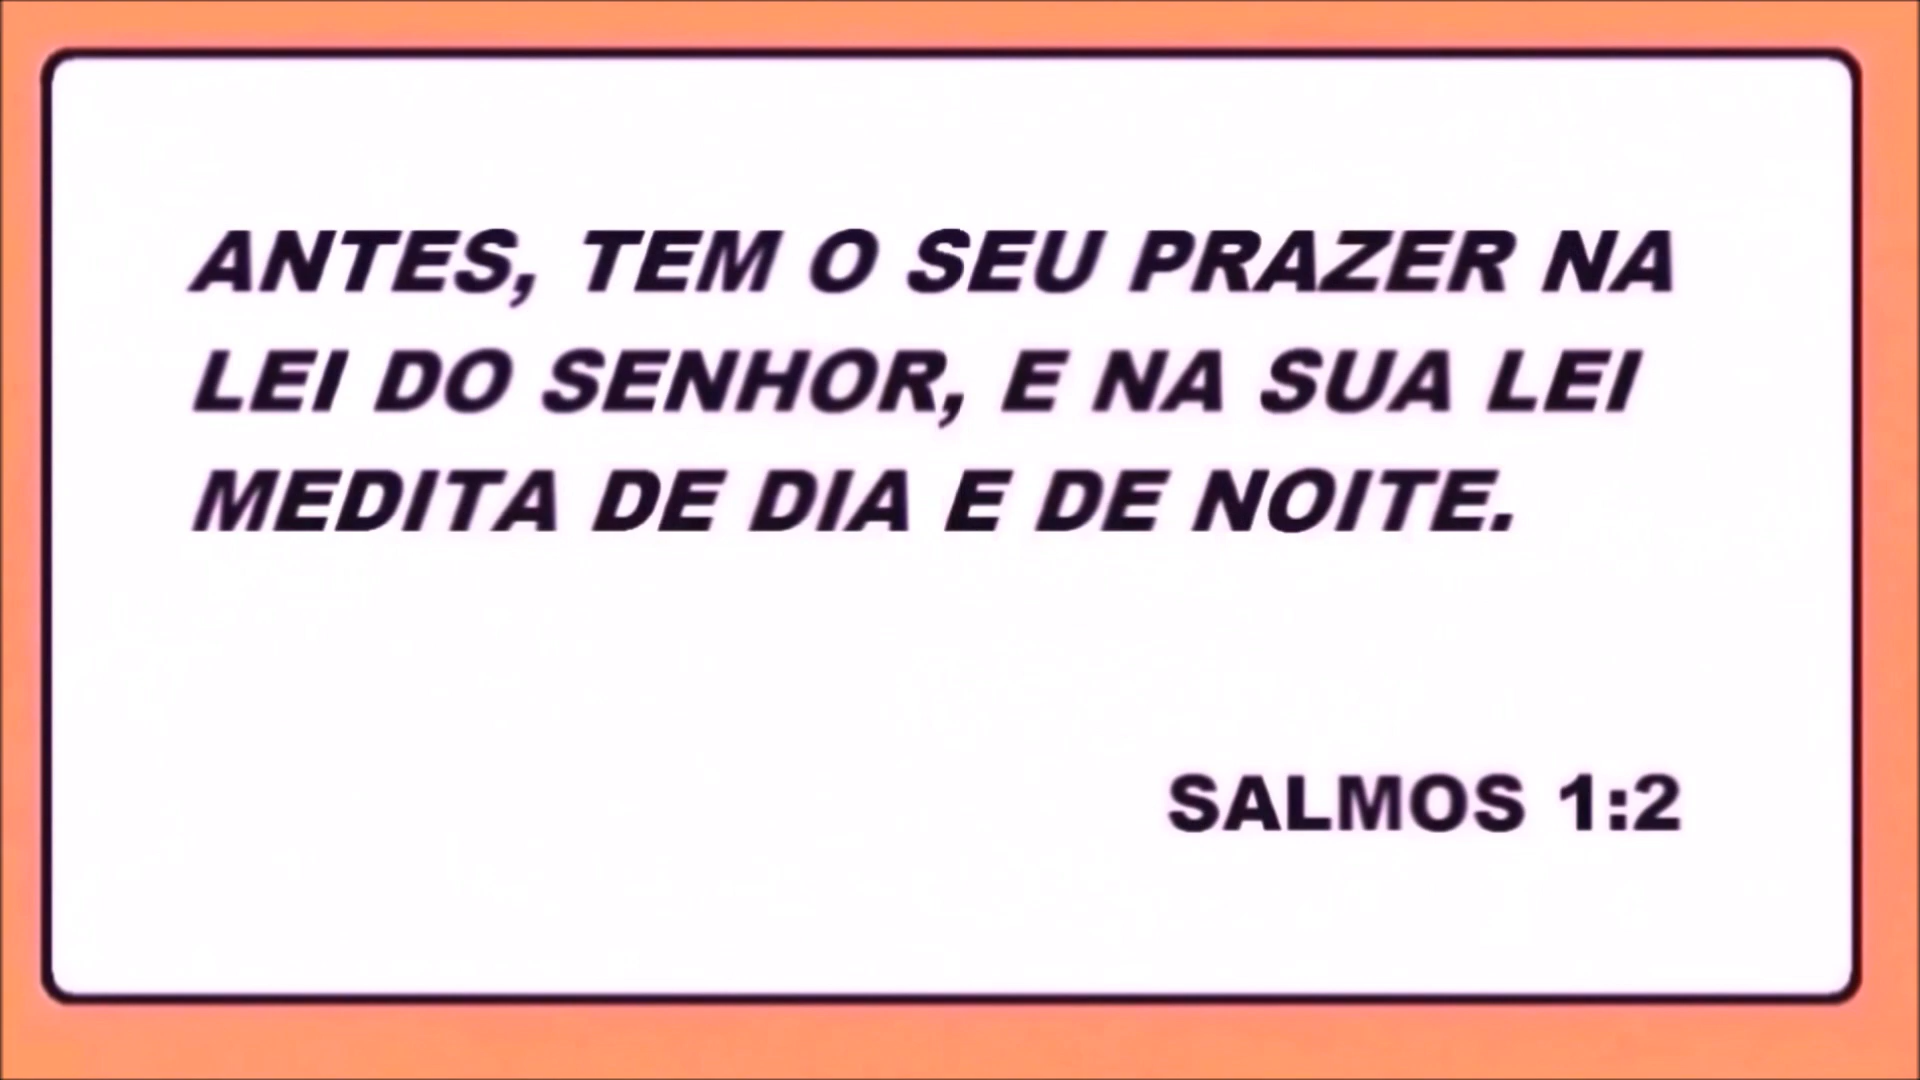 ANTES, TEM O SEU PRAZER NA
LEI DO SENHOR, E NA SUA LEI
MEDITA DE DIA E DE NOITE.
SALMOS 1:2